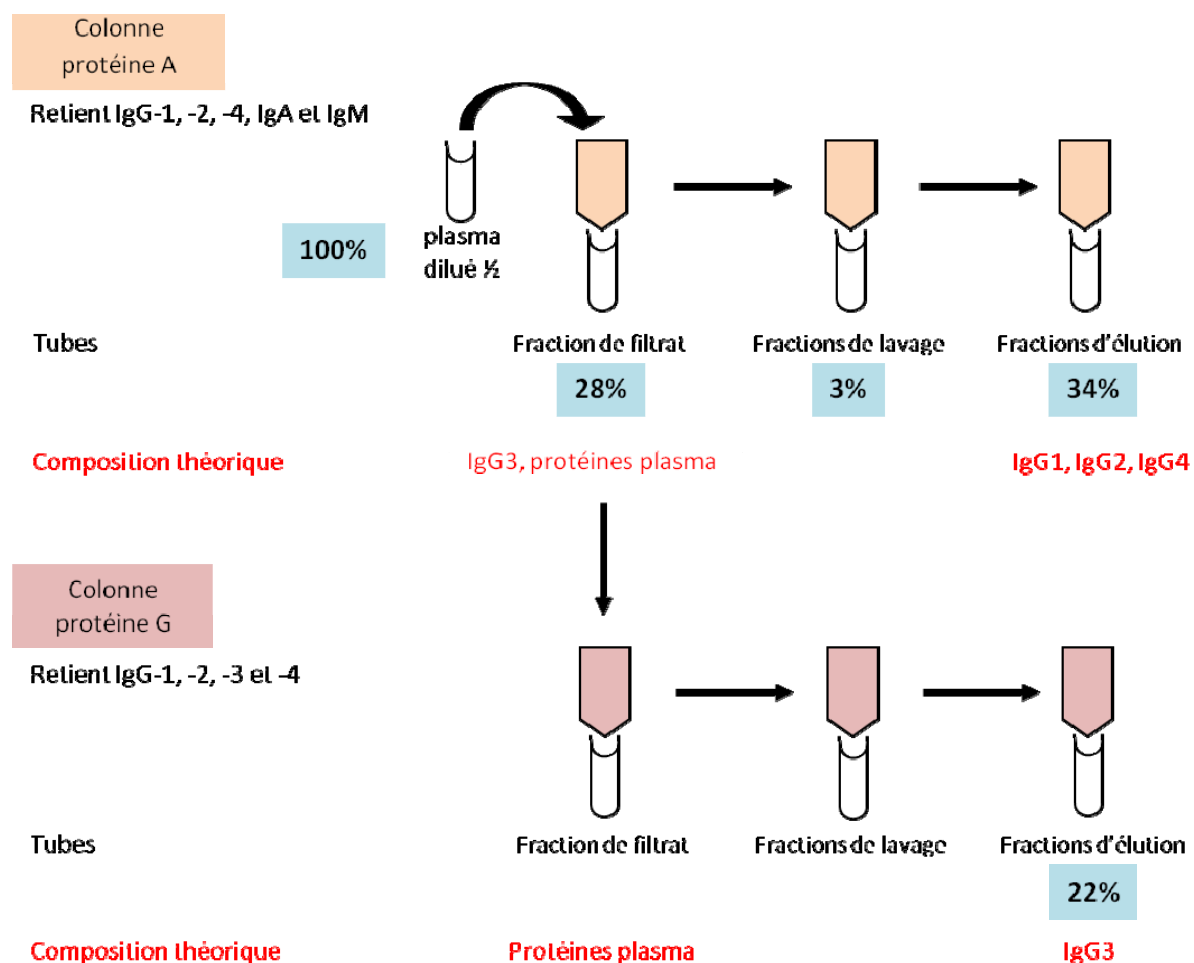 Colonne
protéine A
Retient IgG-1, -2, -4, IgA et IgM
100%
plasma
dilué ½
Tubes
Fraction de filtrat
Fractions de lavage
Fractions d'élution
28%
3%
34%
Composition théorique
IgG3, protéines plasma
IgG1, IgG2, IgG4
Colonne
protéine G
Retient IgG-1, -2, -3 et -4
Tubes
Fraction de filtrat
Fractions de lavage
Fractions d'élution
22%
Composition théorique
Protéines plasma
IgG3